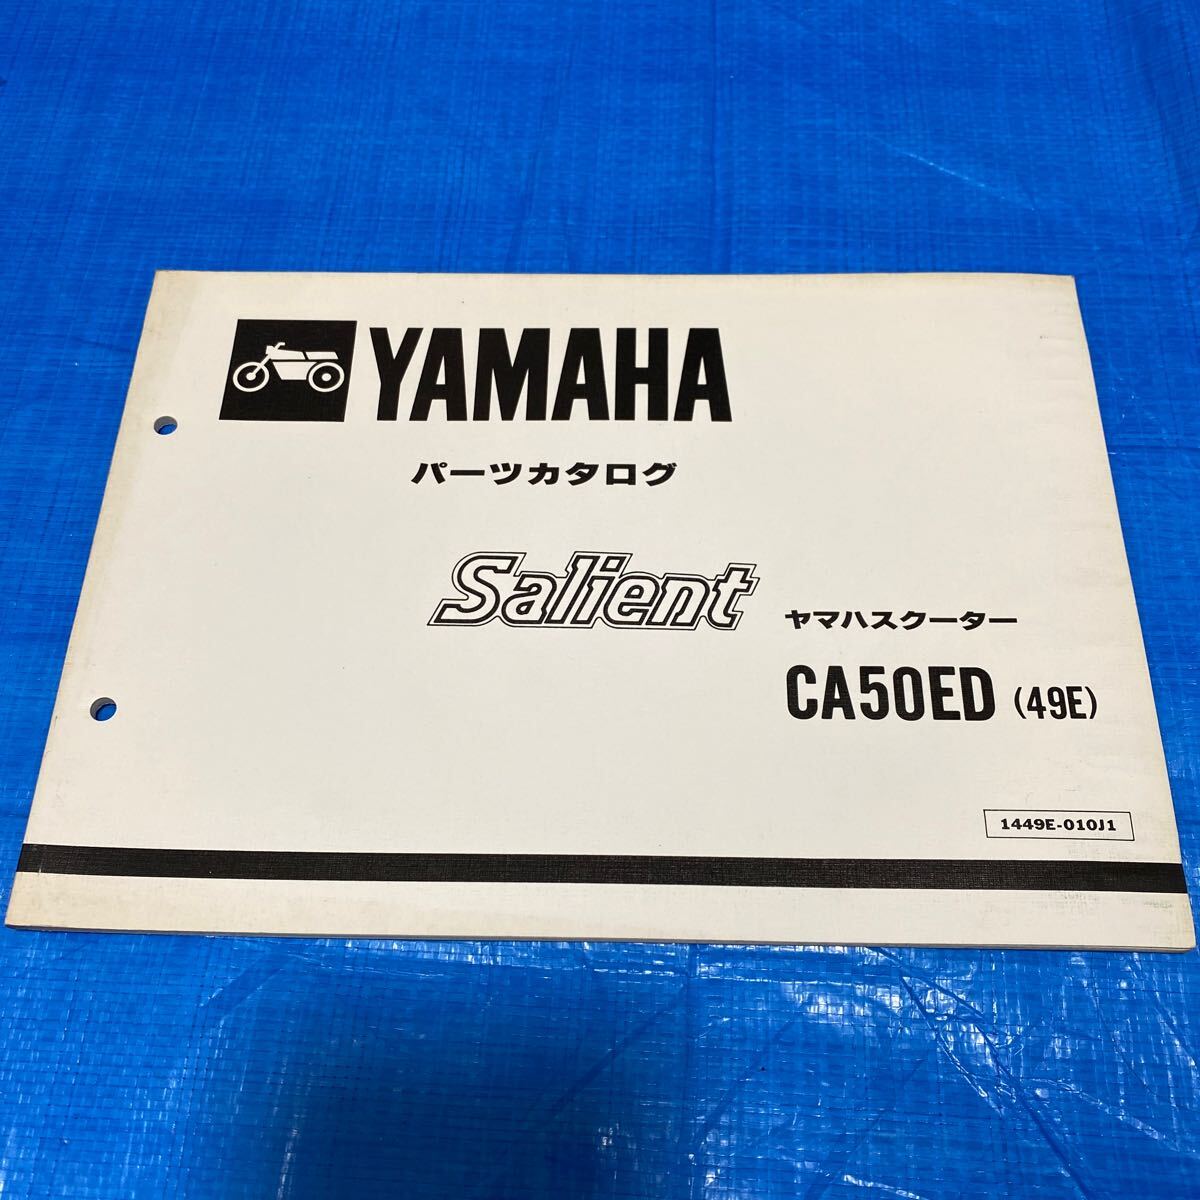 YAMAHA
パーツカタログ
Salient
ヤマハスクーター
CA50ED (49E)
1449E-010J1